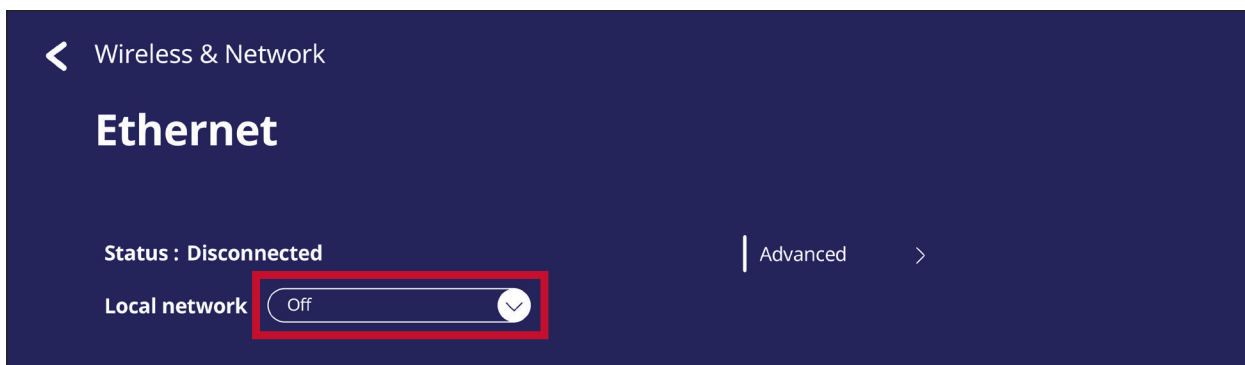 Wireless & Network
Ethernet
Status : Disconnected
Advanced
Local network
Off